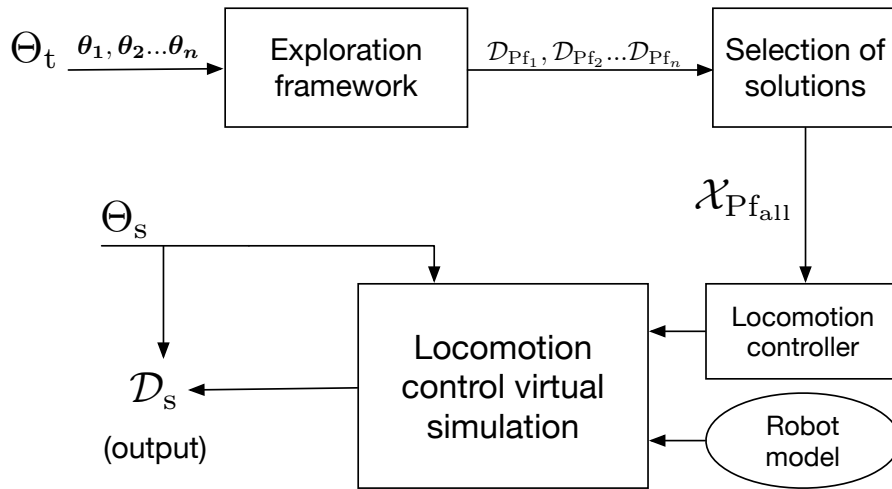 Θt θ1, θ2...θn
Exploration
framework
𝒟Pf1, 𝒟Pf2...𝒟Pfn
Selection of
solutions
𝒳Pfall
Θs
Locomotion
control virtual
simulation
Locomotion
controller
𝒟s
(output)
Robot
model